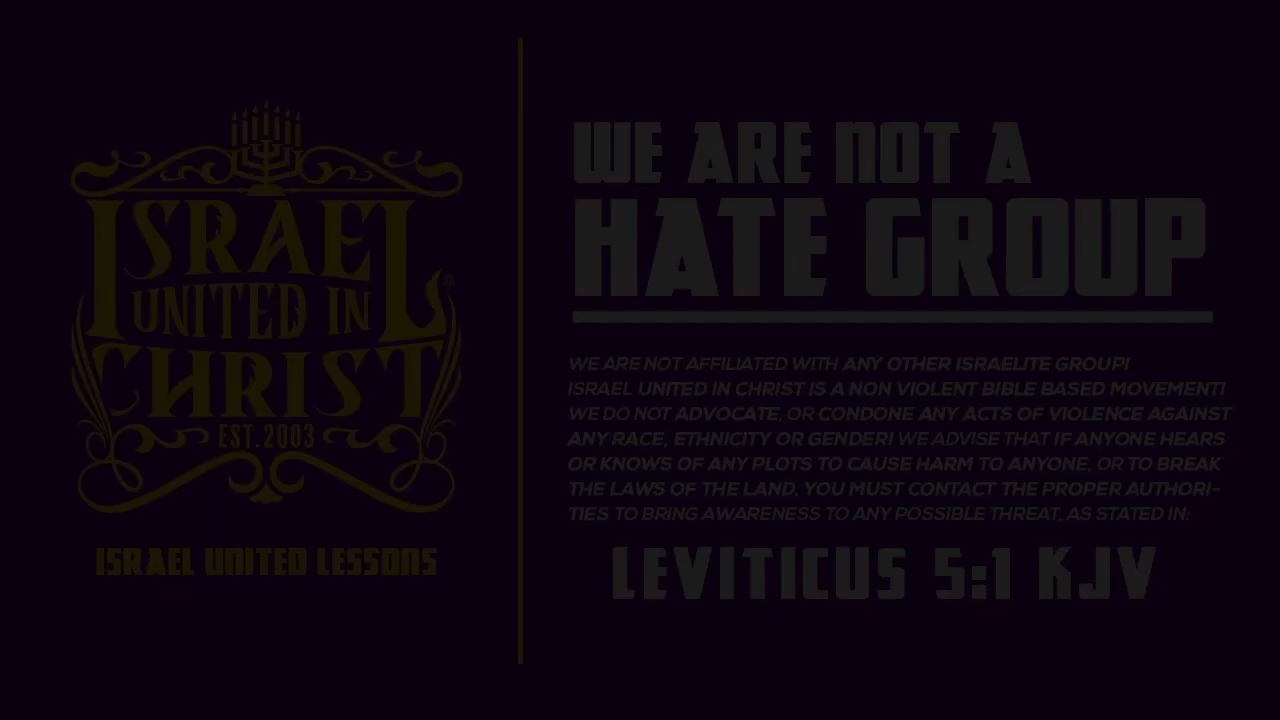 ISRAEL
UNITED IN
CHRIST
EST.2003
ISRAEL UNITED LESSONS
WE ARE NOT A
HATE GROUP
WE ARE NOT AFFILIATED WITH ANY OTHER ISRAELITE GROUP!
ISRAEL UNITED IN CHRIST IS A NON VIOLENT BIBLE BASED MOVEMENT!
WE DO NOT ADVOCATE, OR CONDONE ANY ACTS OF VIOLENCE AGAINST
ANY RACE, ETHNICITY OR GENDER! WE ADVISE THAT IF ANYONE HEARS
OR KNOWS OF ANY PLOTS TO CAUSE HARM TO ANYONE, OR TO BREAK
THE LAWS OF THE LAND, YOU MUST CONTACT THE PROPER AUTHORI-
TIES TO BRING AWARENESS TO ANY POSSIBLE THREAT, AS STATED IN:
LEVITICUS 5:1 KJV